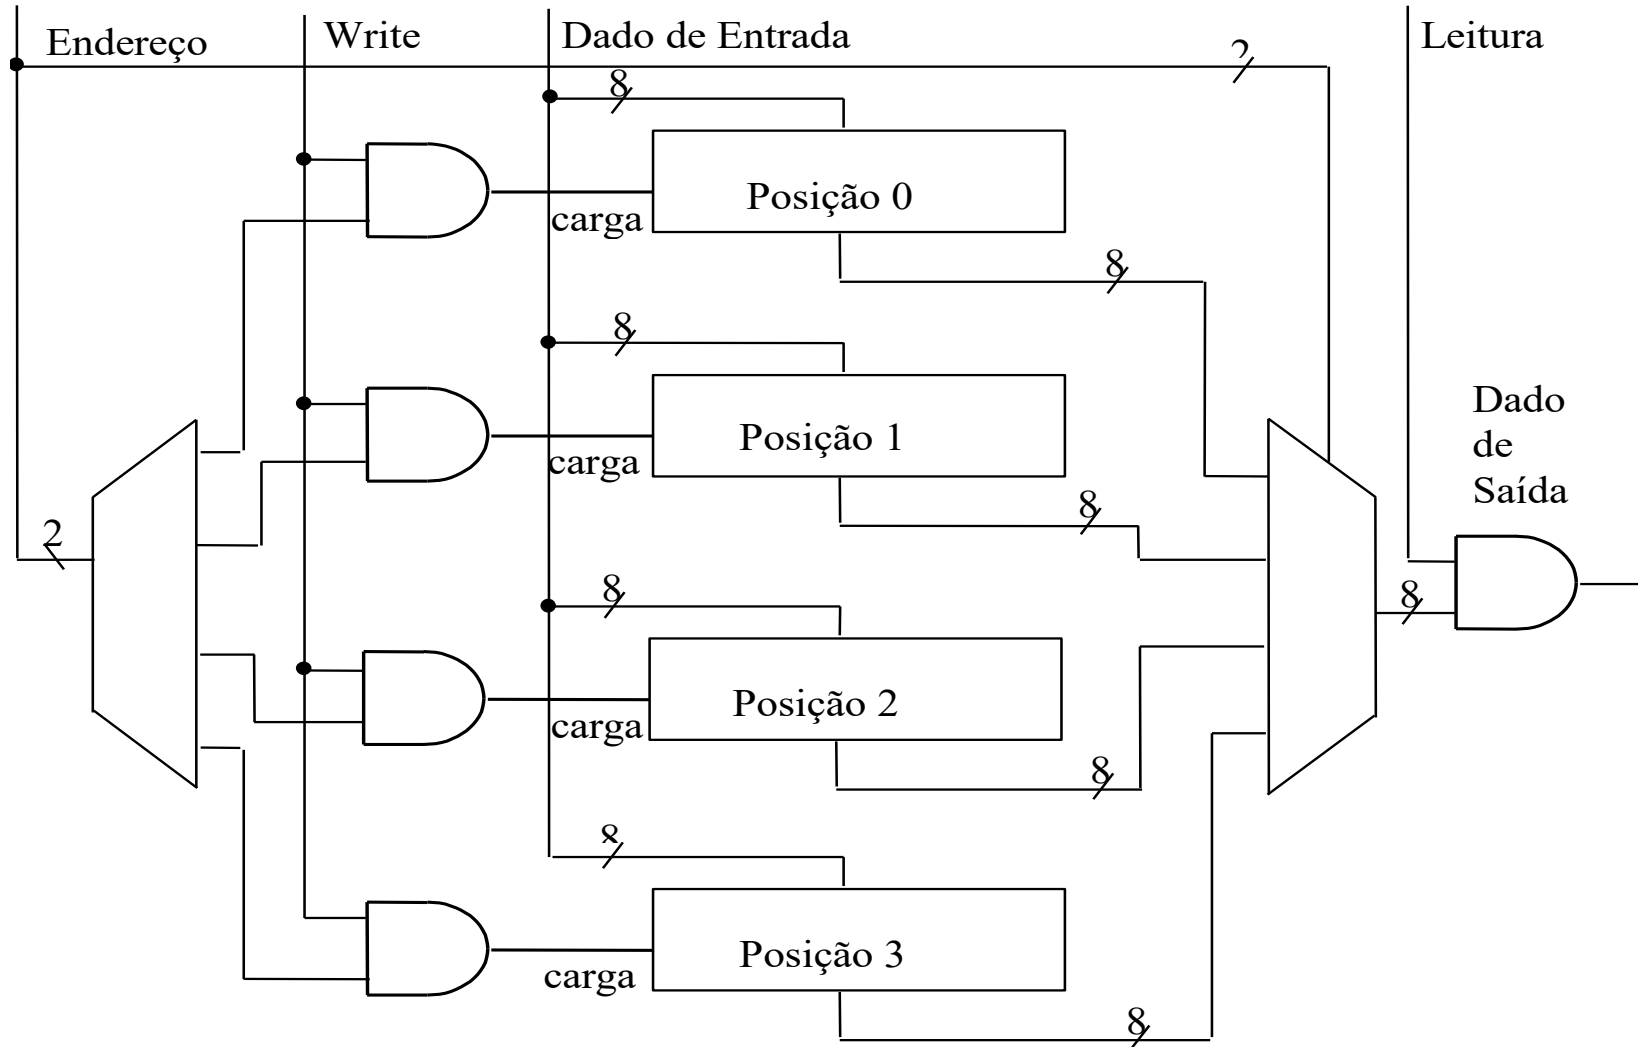 Endereço
Write
Dado de Entrada
Leitura
2
8
Posição 0
carga
8
8
Posição 1
carga
8
Dado
de
Saída
2
8
8
Posição 2
carga
8
8
Posição 3
carga
8